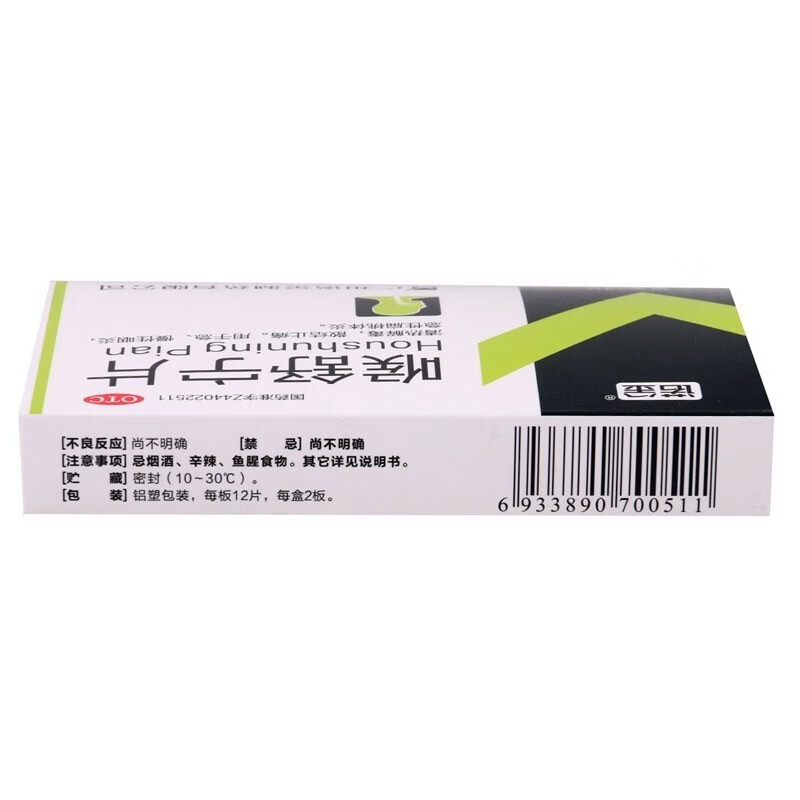 国药准字Z44022511
OTC
喉舒宁片
Houshuning Pian
清热解毒,散结止痛。用于急、慢性咽炎,
急性扁桃体炎。
诺金®
[不良反应] 尚不明确 [禁 忌] 尚不明确
[注意事项] 忌烟酒、辛辣、鱼腥食物。其它详见说明书。
[贮 藏] 密封(10~30℃)。
[包 装] 铝塑包装,每板12片,每盒2板。
6 933890 700511